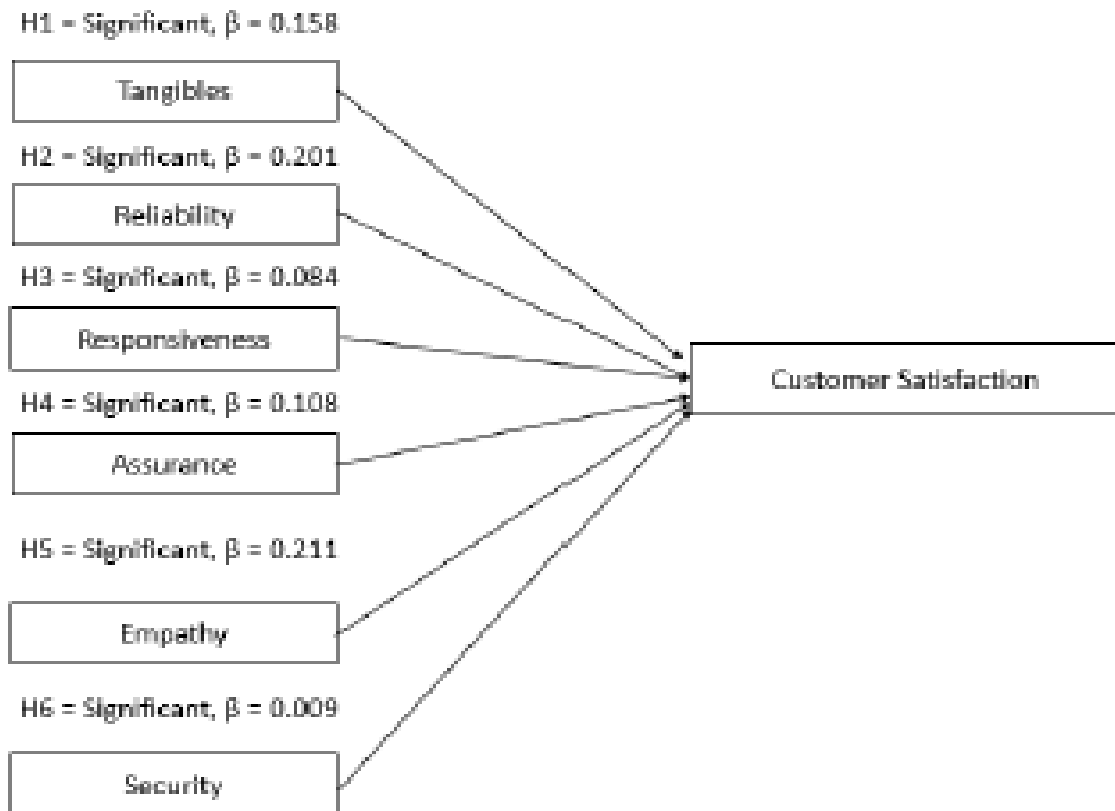 H1 = Significant, β = 0.158
Tangibles
H2 = Significant, β = 0.201
Reliability
H3 = Significant, β = 0.084
Responsiveness
Customer Satisfaction
H4 = Significant, β = 0.108
Assurance
H5 = Significant, β = 0.211
Empathy
H6 = Significant, β = 0.009
Security